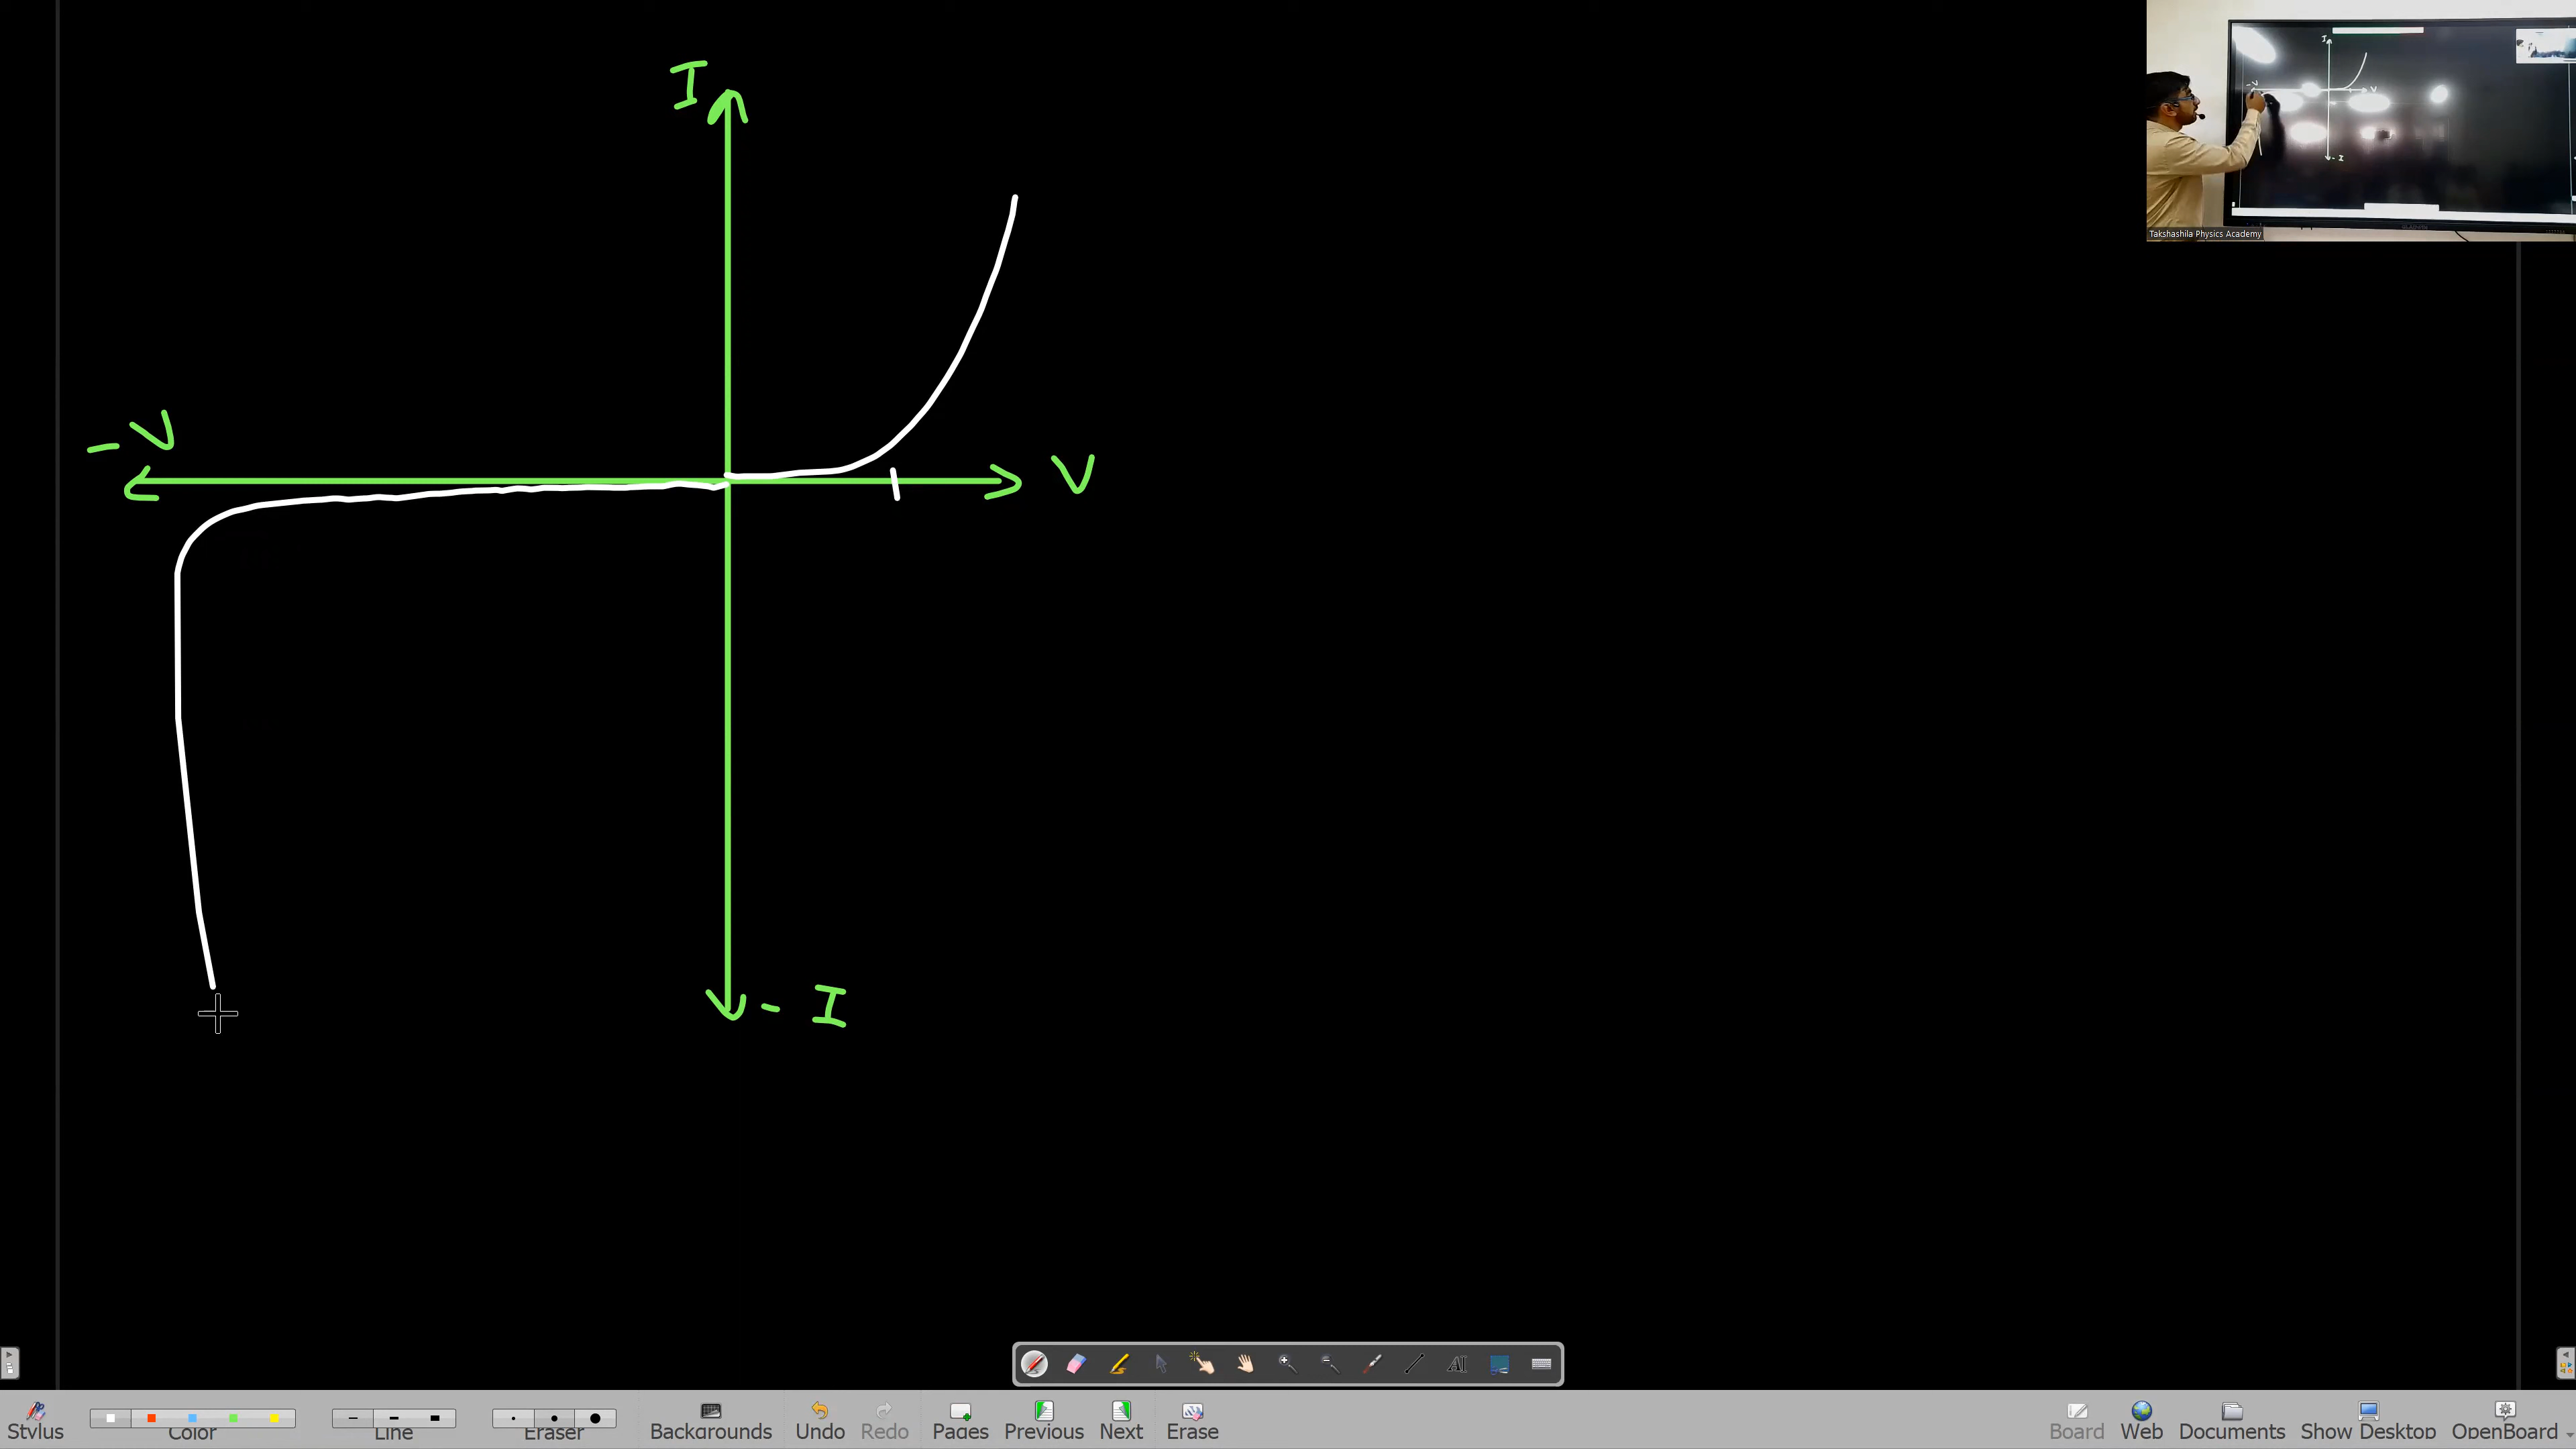 I
Takshashila Physics Academy
- V
V
- I
Stylus
Color
Line
Eraser
Backgrounds
Undo
Redo
Pages
Previous
Next
Erase
Board
Web
Documents
Show Desktop
OpenBoard
AI